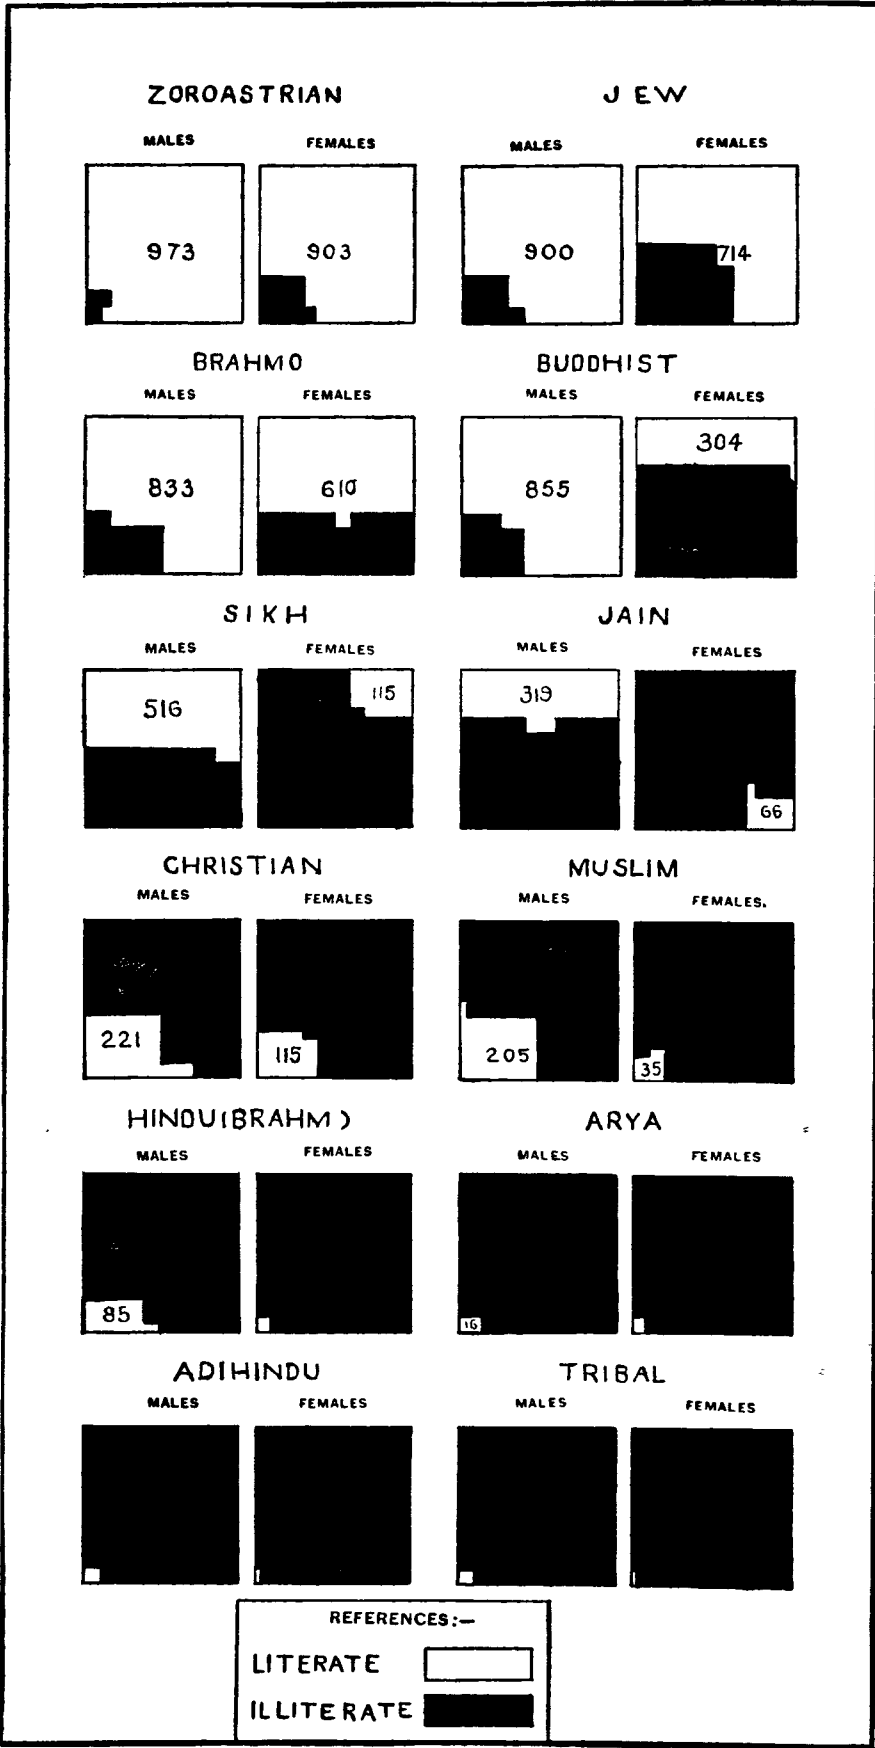 ZOROASTRIAN JEW
MALES FEMALES MALES FEMALES
973 903 900 714
BRAHMO BUDDHIST
MALES FEMALES MALES FEMALES
833 610 855 304
SIKH JAIN
MALES FEMALES MALES FEMALES
516 115 319 66
CHRISTIAN MUSLIM
MALES FEMALES MALES FEMALES.
221 115 205 35
HINDU(BRAHM) ARYA
MALES FEMALES MALES FEMALES
85 16
ADIHINDU TRIBAL
MALES FEMALES MALES FEMALES
REFERENCES:—
LITERATE
ILLITERATE